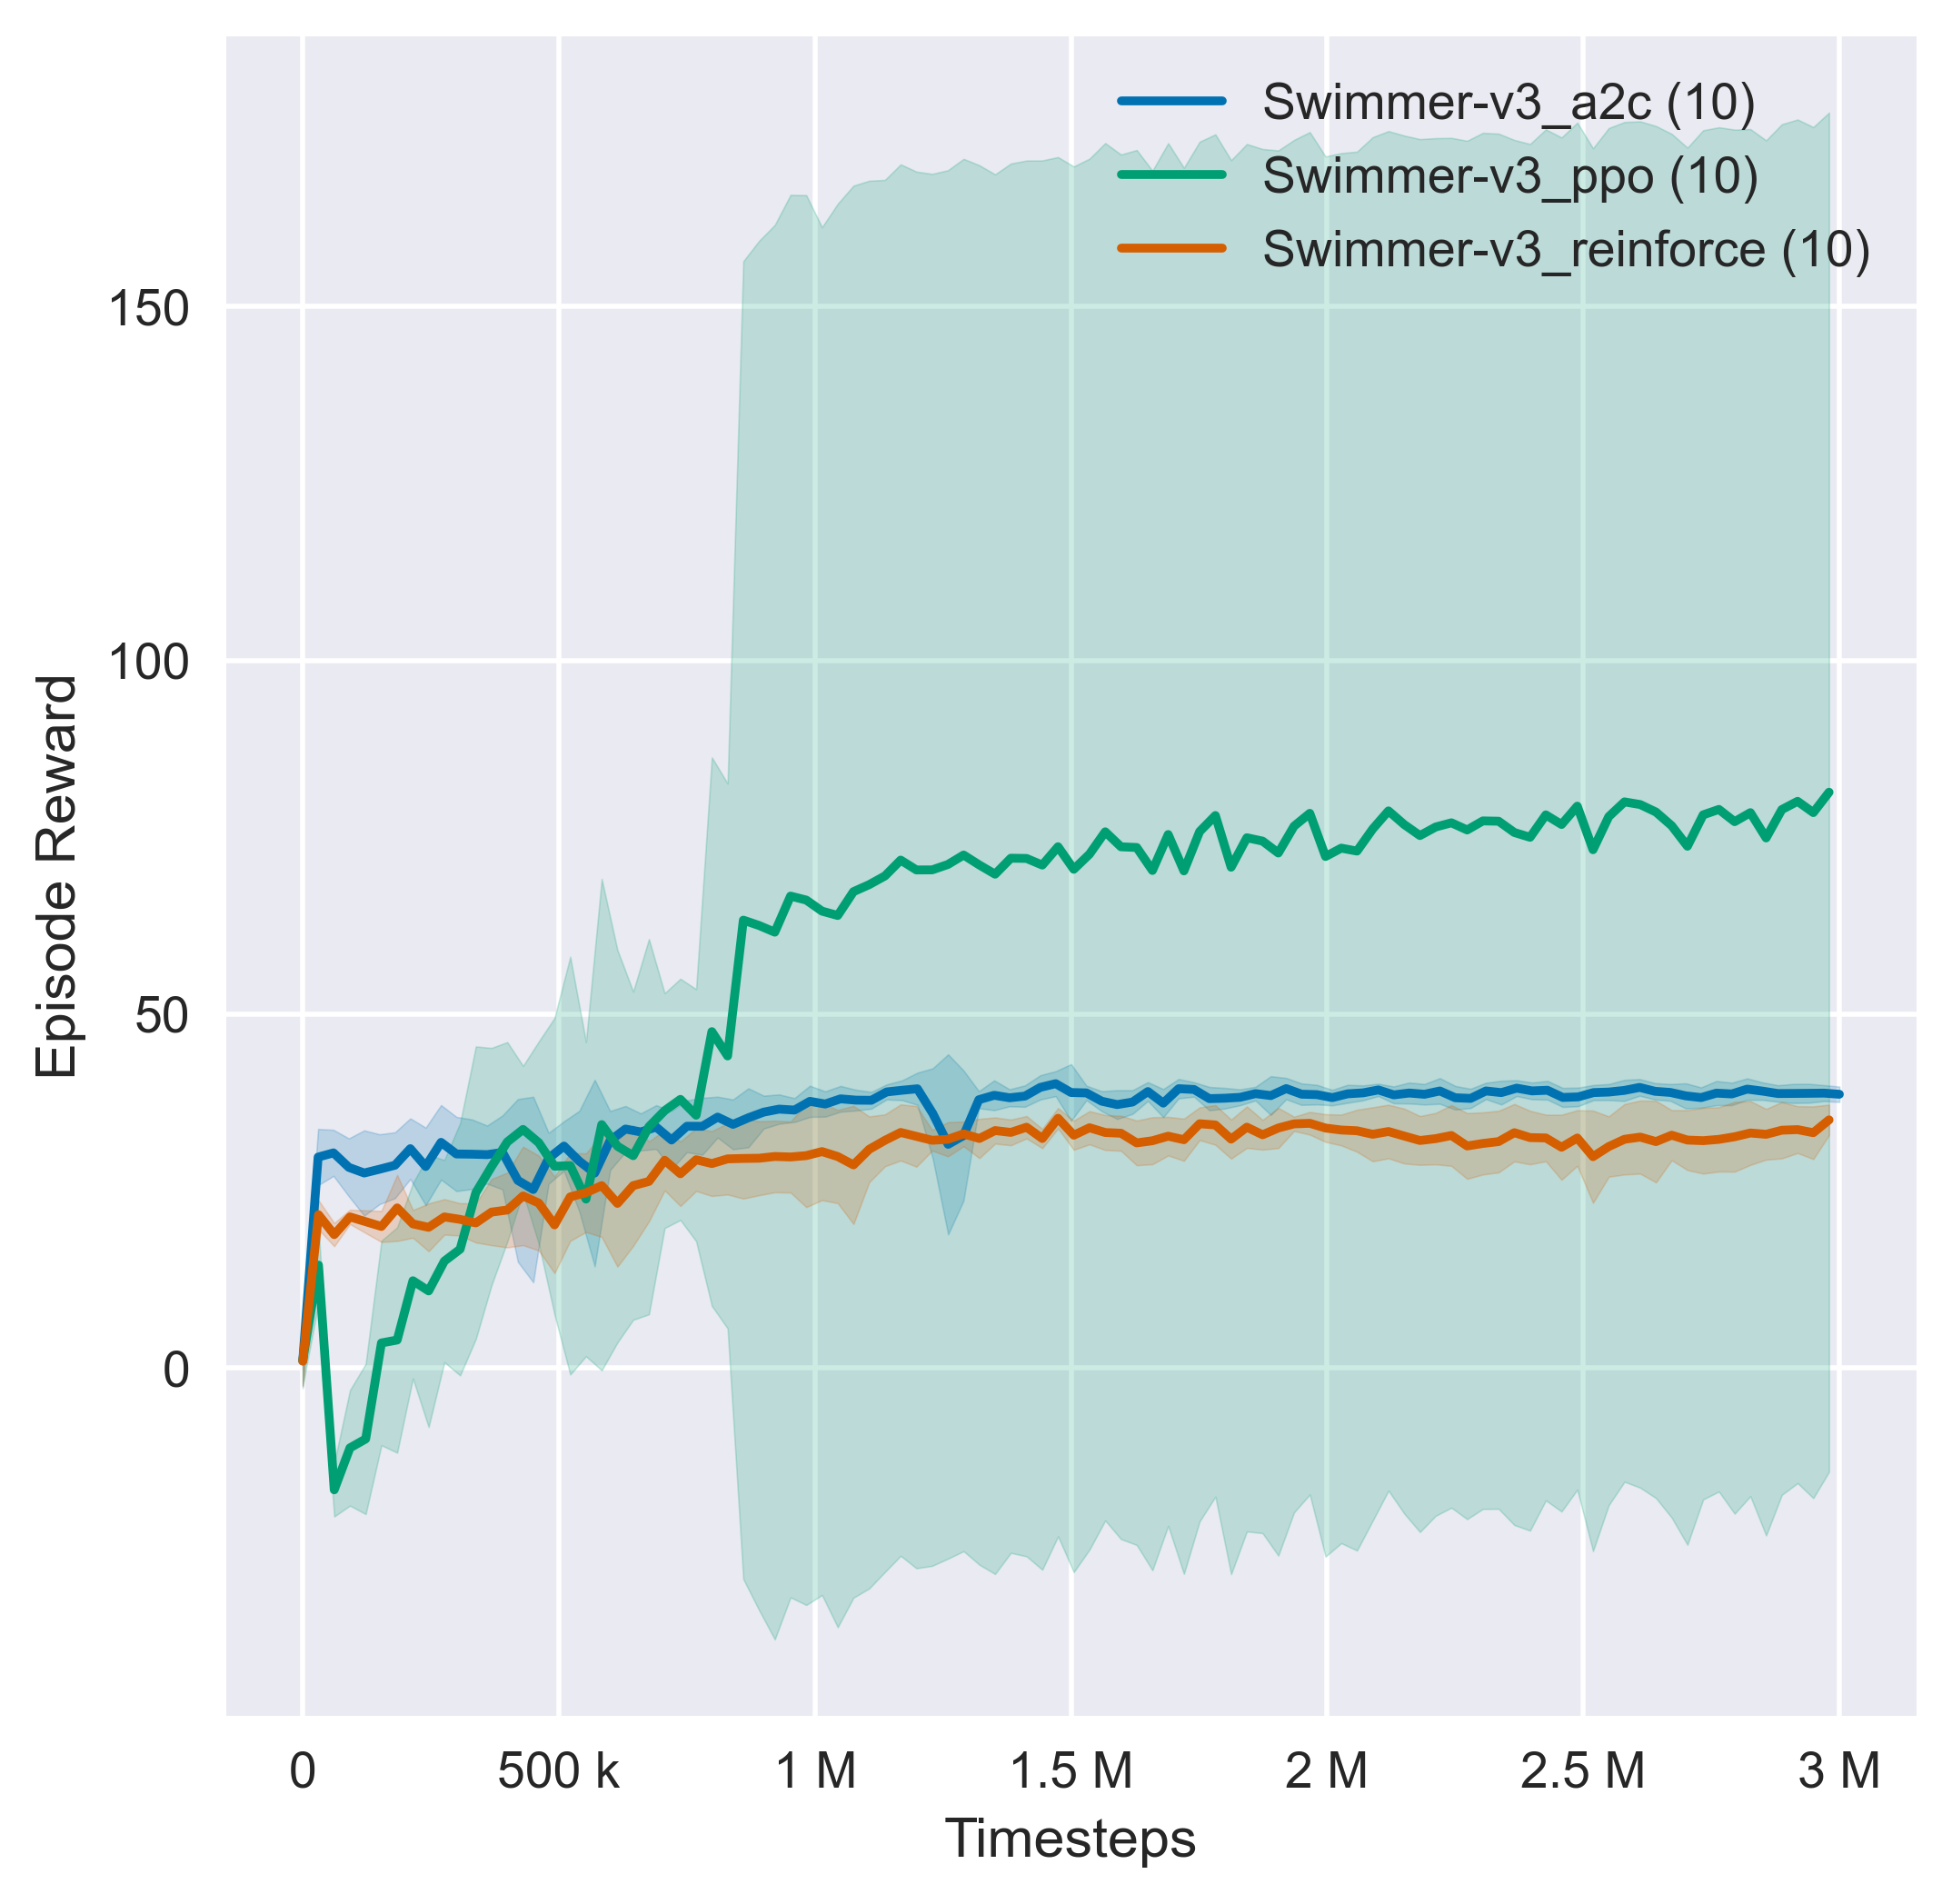 Swimmer-v3_a2c (10)
Swimmer-v3_ppo (10)
Swimmer-v3_reinforce (10)
150
100
50
0
Episode Reward
0
500 k
1 M
1.5 M
2 M
2.5 M
3 M
Timesteps